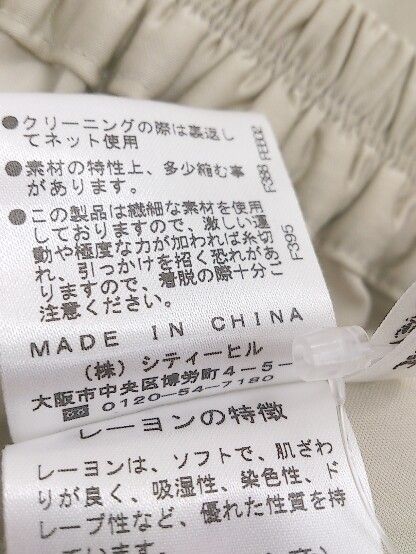 ●クリーニングの際は裏返し
てネット使用
●素材の特性上、多少縮む事
があります。
●この製品は繊細な素材を使用
しておりますので、激しい運
動や極度な力が加われば糸切
れ、引っかけを招く恐れがあ
りますので、着脱の際十分ご
注意ください。
F395
MADE IN CHINA
(株) シティーヒル
大阪市中央区博労町4-5-
0120-54-7180
レーヨンの特徴
レーヨンは、ソフトで、肌ざわ
りが良く、吸湿性、染色性、ド
レープ性など、優れた性質を持
っています。